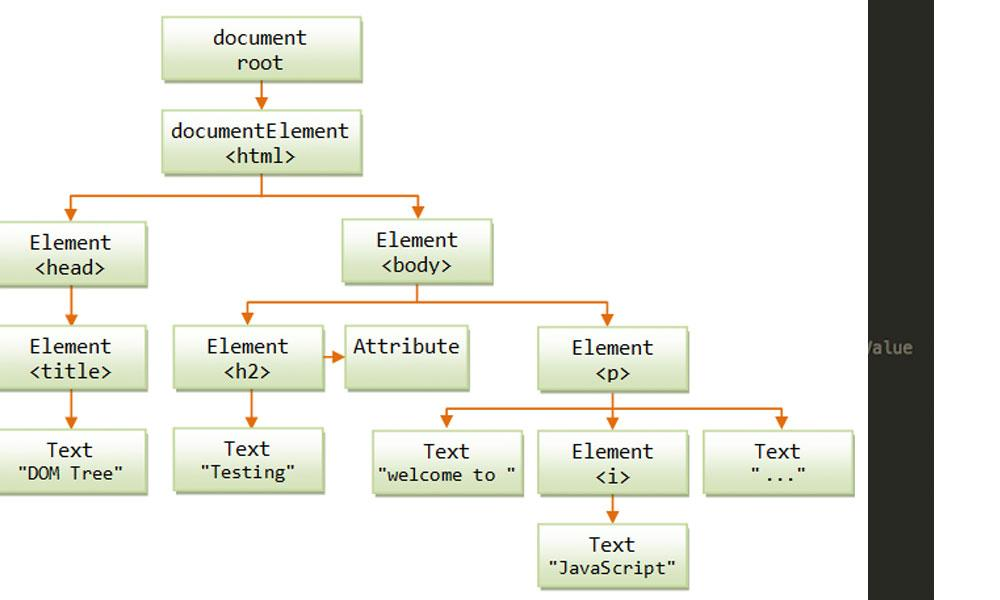 document
root
documentElement
<html>
Element
<head>
Element
<body>
Element
<title>
Element
<h2>
Attribute
Element
<p>
Text
"DOM Tree"
Text
"Testing"
Text
"welcome to "
Element
<i>
Text
"..."
Text
"JavaScript"